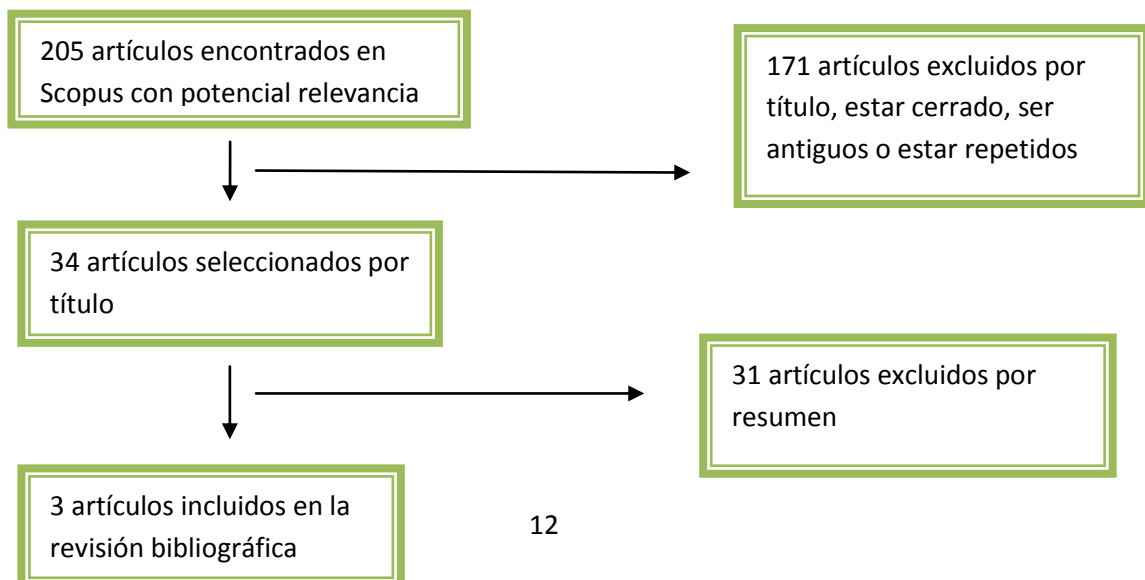 205 artículos encontrados en
Scopus con potencial relevancia
171 artículos excluidos por
título, estar cerrado, ser
antiguos o estar repetidos
34 artículos seleccionados por
título
31 artículos excluidos por
resumen
3 artículos incluidos en la
revisión bibliográfica
12